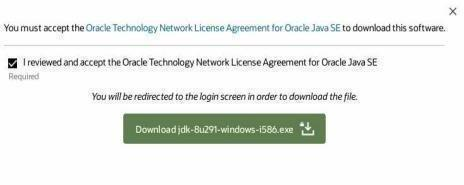 You must accept the Oracle Technology Network License Agreement for Oracle Java SE to download this software.
I reviewed and accept the Oracle Technology Network License Agreement for Oracle Java SE
Required
You will be redirected to the login screen in order to download the file.
Download jdk-8u291-windows-i586.exe